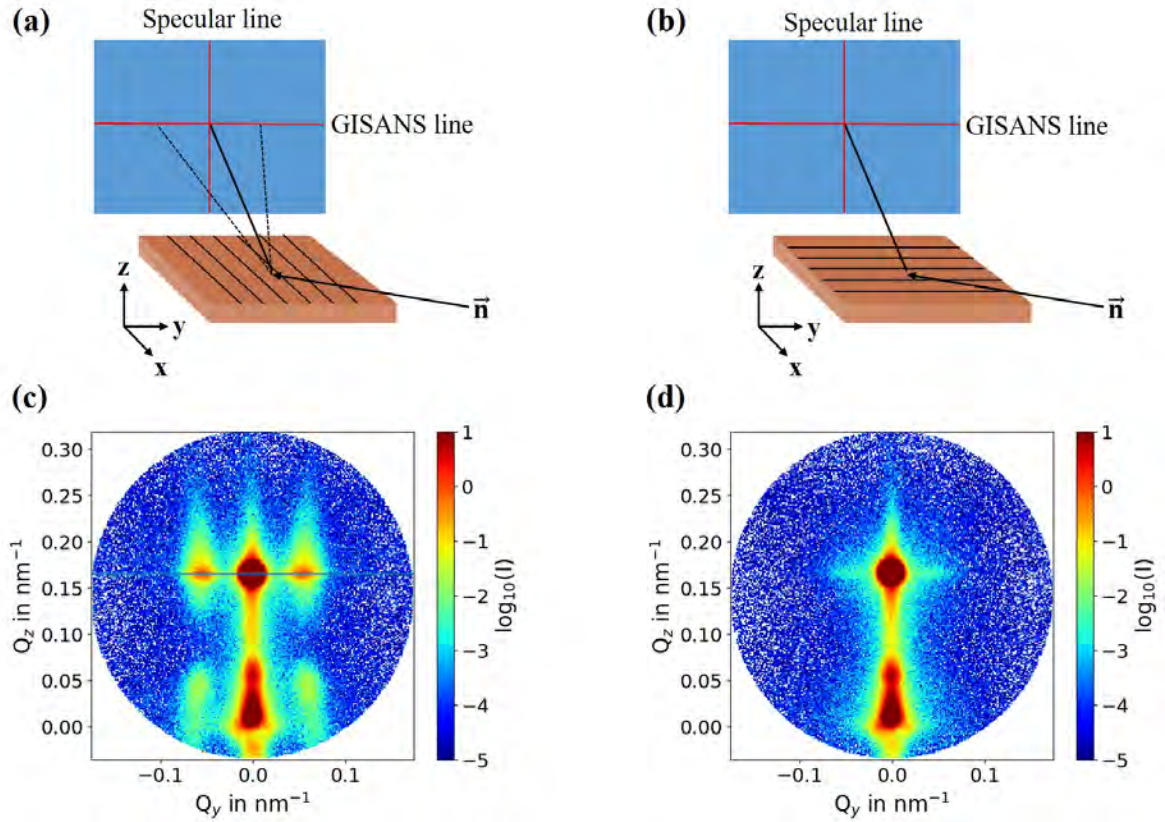 (a)
Specular line
GISANS line
z
y
x
n⃗
(b)
Specular line
GISANS line
z
y
x
n⃗
(c)
0.30
0.25
0.20
0.15
0.10
0.05
0.00
Q_z in nm⁻¹
−0.1
0.0
0.1
Q_y in nm⁻¹
1
0
−1
−2
−3
−4
−5
log₁₀(I)
(d)
0.30
0.25
0.20
0.15
0.10
0.05
0.00
Q_z in nm⁻¹
−0.1
0.0
0.1
Q_y in nm⁻¹
1
0
−1
−2
−3
−4
−5
log₁₀(I)